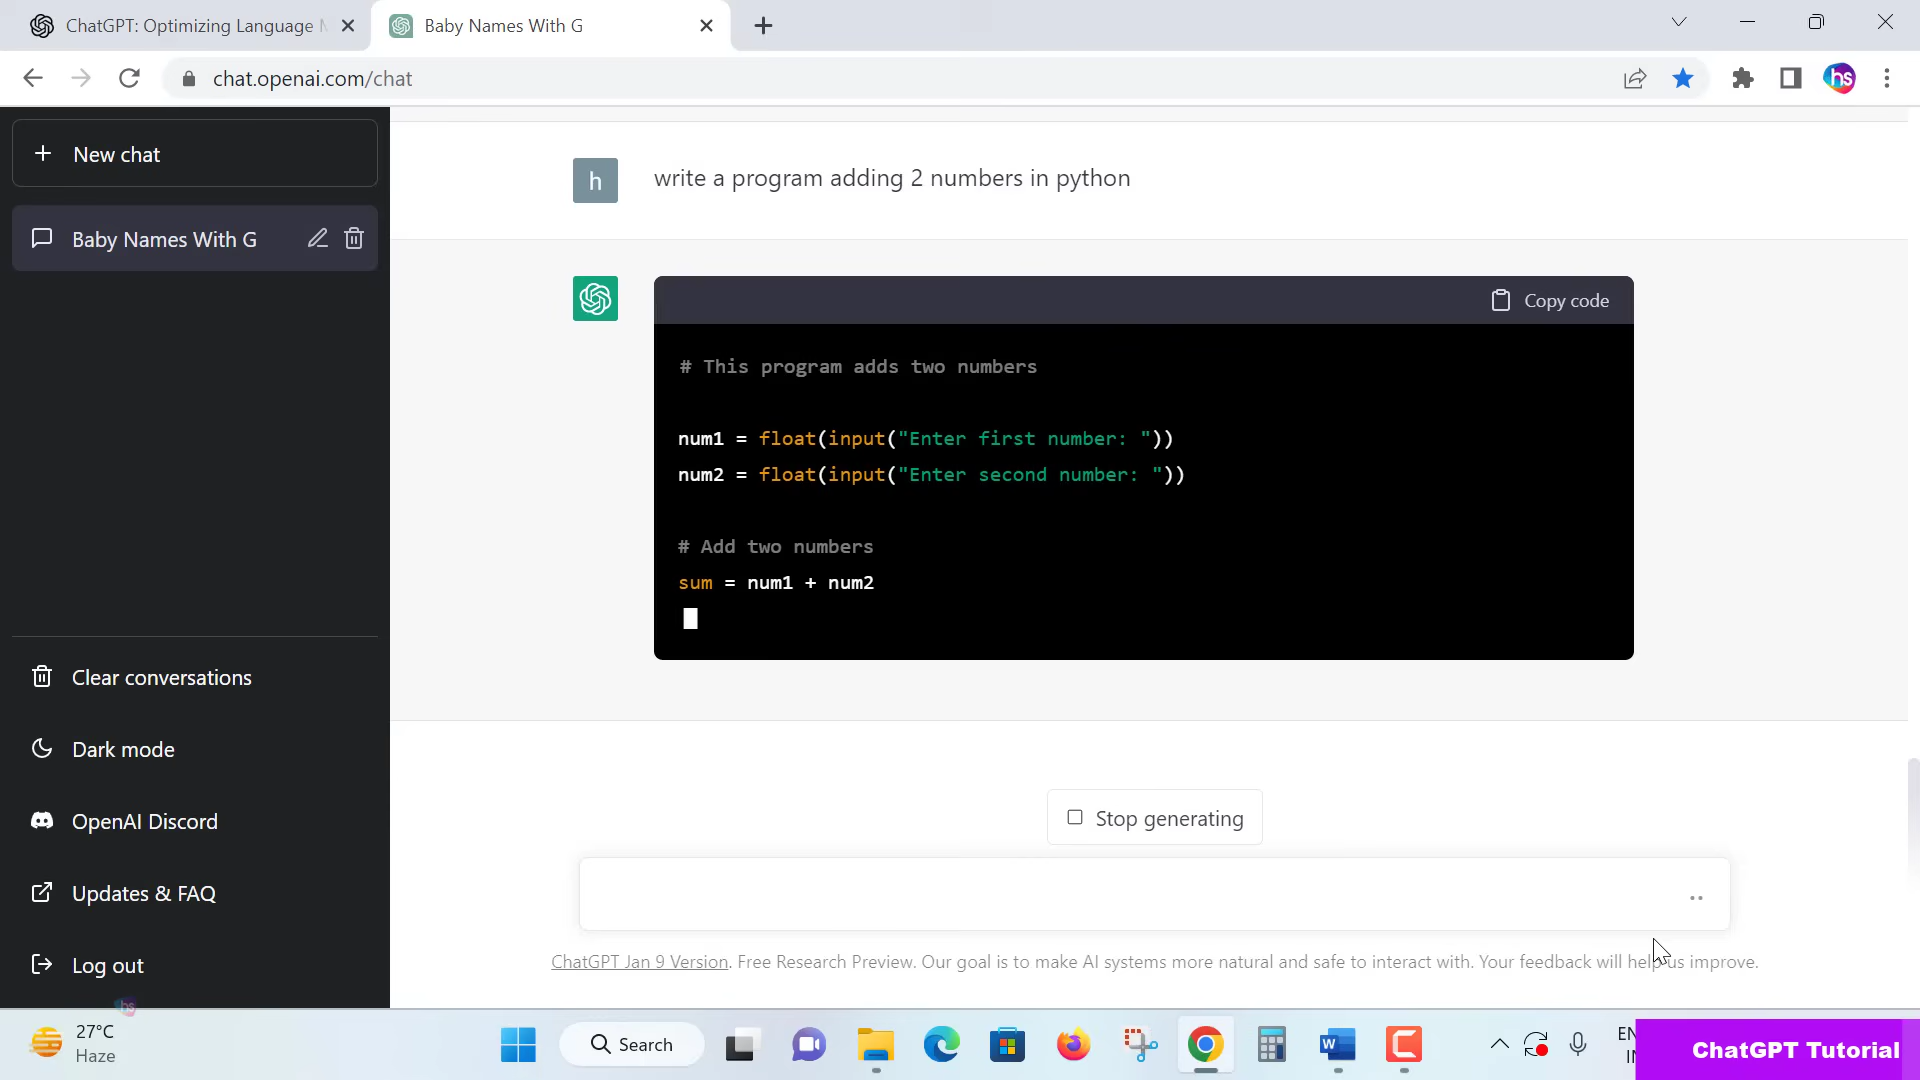 ChatGPT: Optimizing Language
Baby Names With G
chat.openai.com/chat
hs
New chat
Baby Names With G
h
write a program adding 2 numbers in python
Copy code
# This program adds two numbers
num1 = float(input("Enter first number: "))
num2 = float(input("Enter second number: "))
# Add two numbers
sum = num1 + num2
Clear conversations
Dark mode
OpenAI Discord
Updates & FAQ
Log out
Stop generating
ChatGPT Jan 9 Version. Free Research Preview. Our goal is to make AI systems more natural and safe to interact with. Your feedback will help us improve.
hs
27°C
Haze
Search
ChatGPT Tutorial